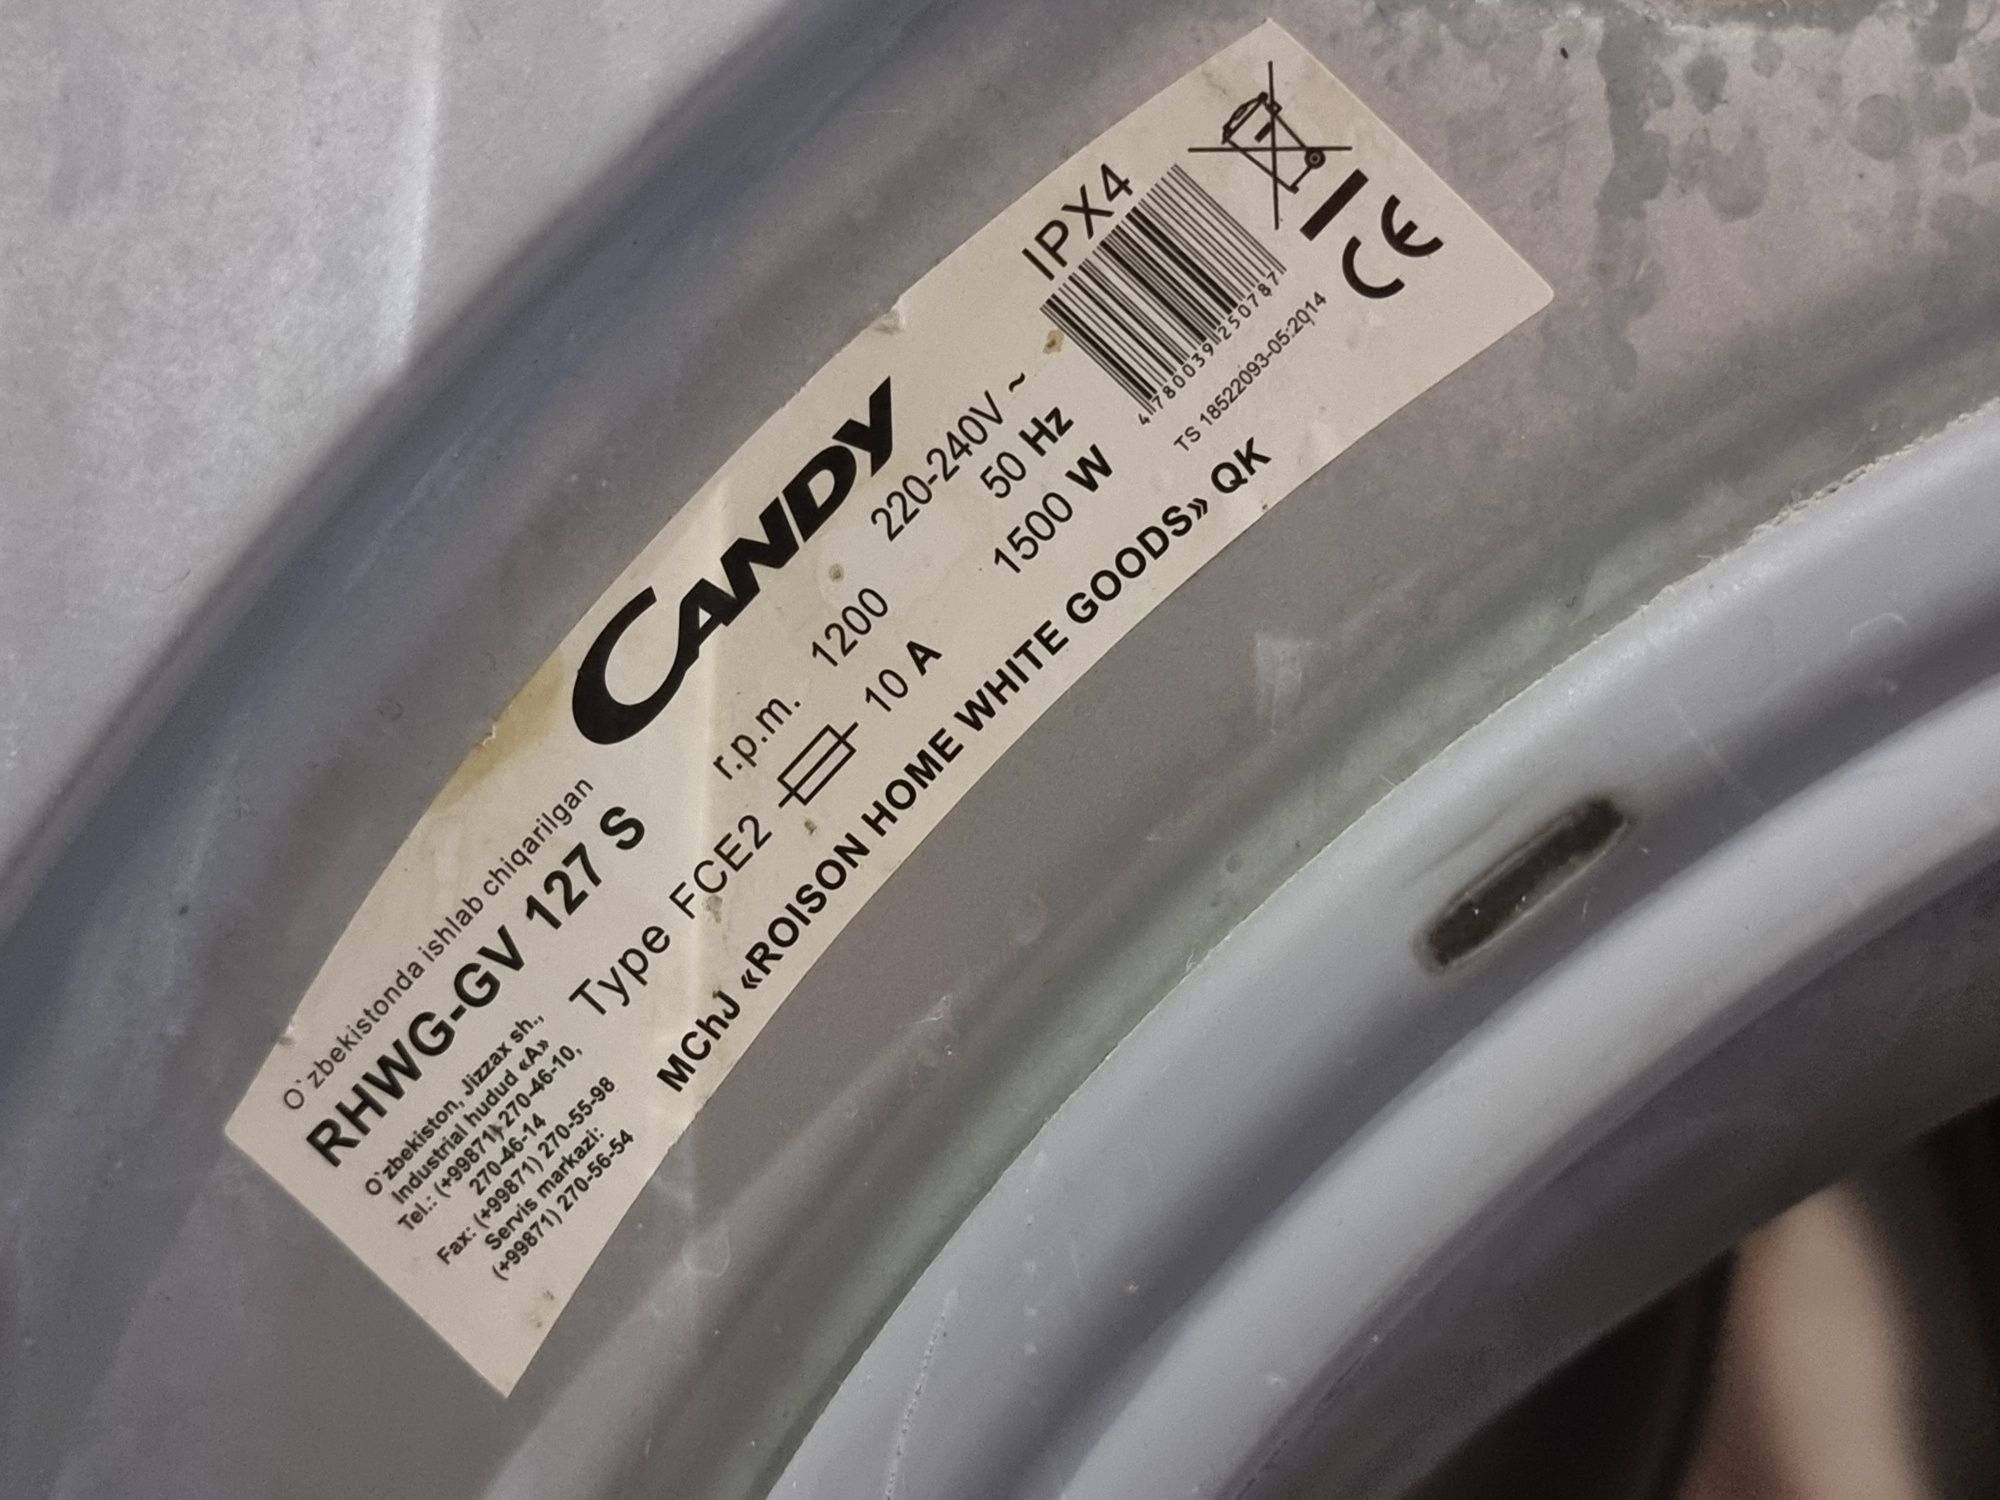 O`zbekistonda ishlab chiqarilgan
RHWG-GV 127 S
O`zbekiston, Jizzax sh.,
Industrial hudud «A»
Tel.: (+99871) 270-46-10,
270-46-14
Fax: (+99871) 270-55-98
Servis markazi:
(+99871) 270-56-54
CANDY
r.p.m. 1200
Type FCE2
10 A
220-240V ~
50 Hz
1500 W
MChJ «ROISON HOME WHITE GOODS» QK
IPX4
4780039250787
TS 18522093-05:2014
CE